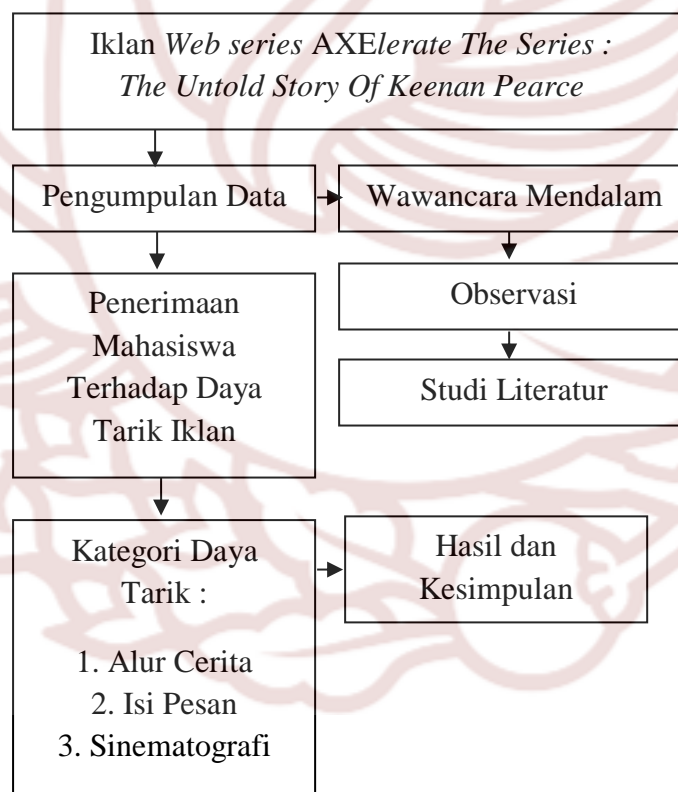 Iklan Web series AXElerate The Series :
The Untold Story Of Keenan Pearce
Pengumpulan Data
Wawancara Mendalam
Penerimaan
Mahasiswa
Terhadap Daya
Tarik Iklan
Observasi
Studi Literatur
Kategori Daya
Tarik :
1. Alur Cerita
2. Isi Pesan
3. Sinematografi
Hasil dan
Kesimpulan